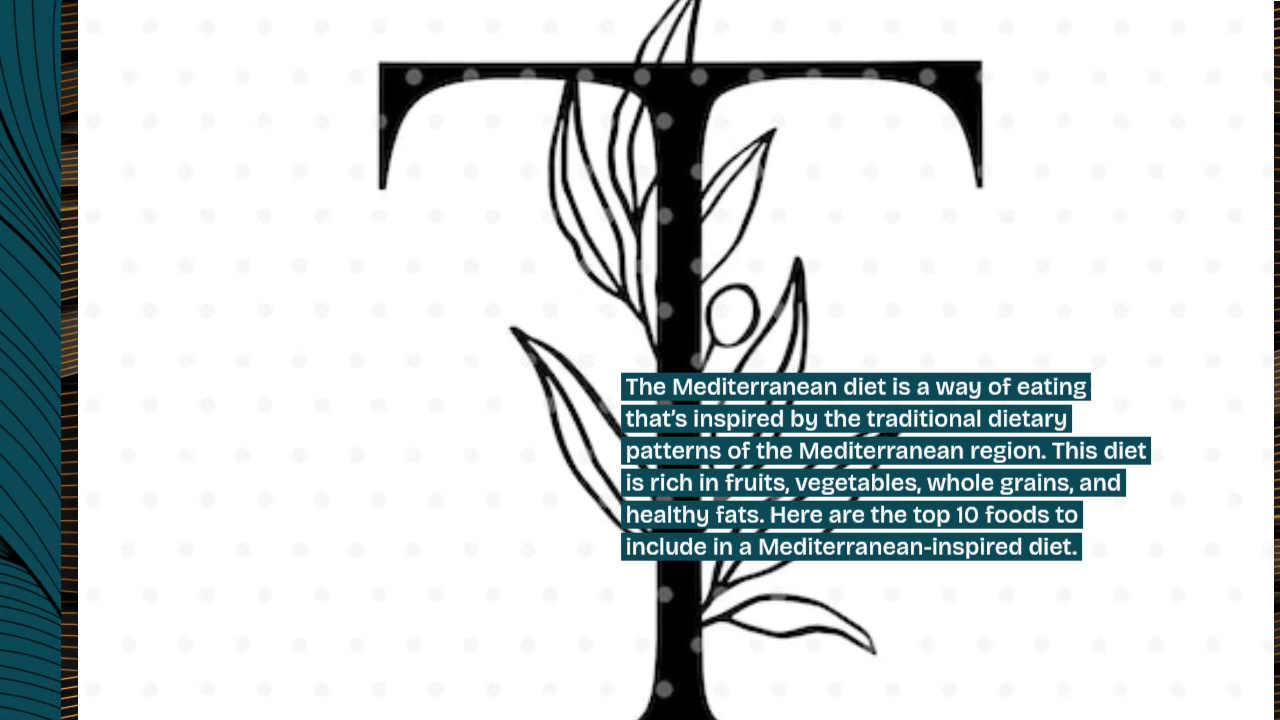 T
The Mediterranean diet is a way of eating
that's inspired by the traditional dietary
patterns of the Mediterranean region. This diet
is rich in fruits, vegetables, whole grains, and
healthy fats. Here are the top 10 foods to
include in a Mediterranean-inspired diet.